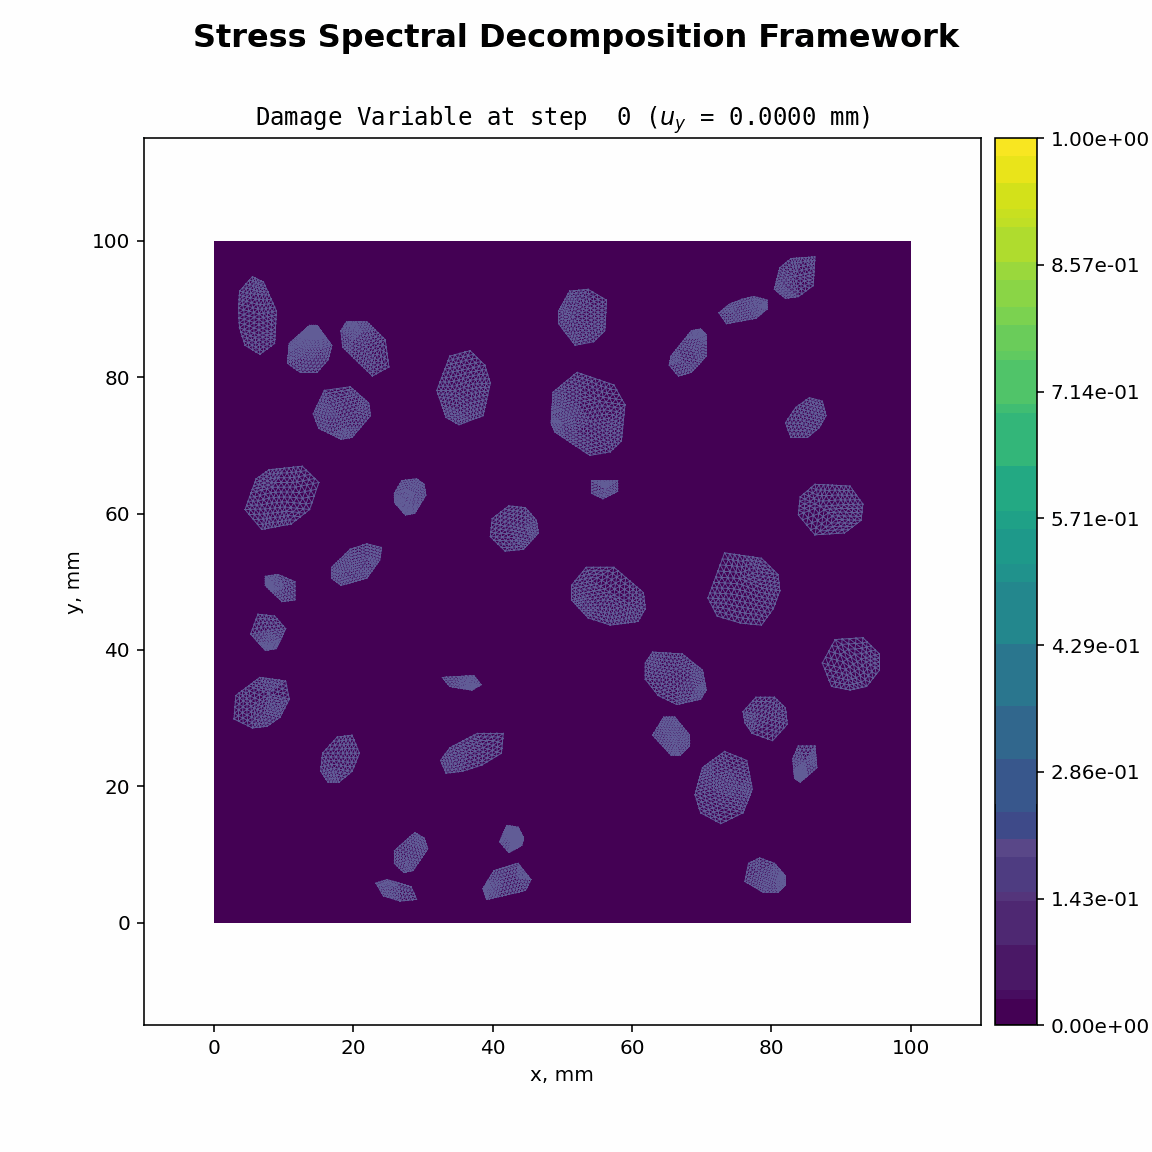 Stress Spectral Decomposition Framework
Damage Variable at step  0 (u_y = 0.0000 mm)
100
80
60
40
20
0
y, mm
0
20
40
60
80
100
x, mm
1.00e+00
8.57e-01
7.14e-01
5.71e-01
4.29e-01
2.86e-01
1.43e-01
0.00e+00